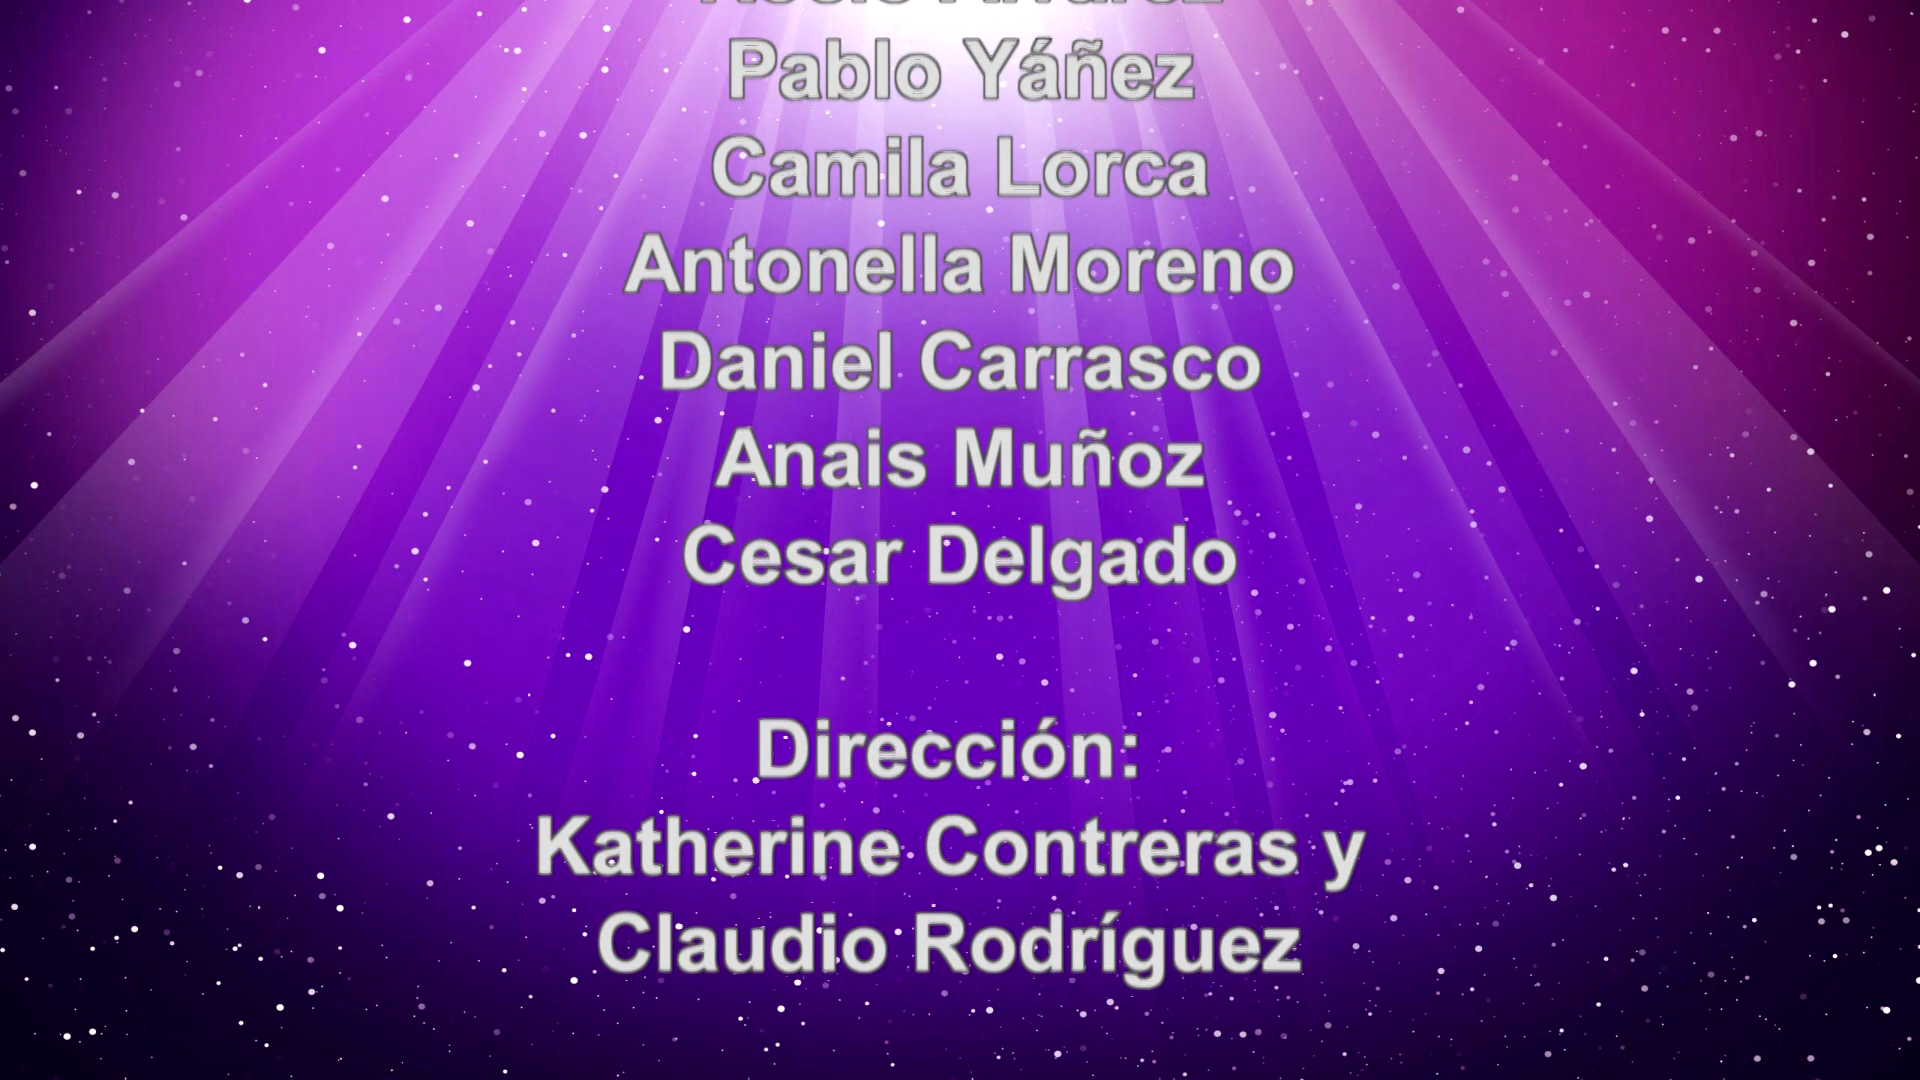 Pablo Yáñez
Camila Lorca
Antonella Moreno
Daniel Carrasco
Anais Muñoz
Cesar Delgado
Dirección:
Katherine Contreras y
Claudio Rodríguez